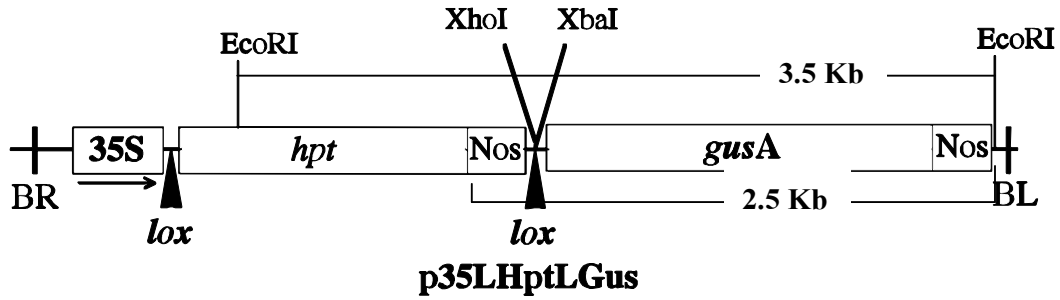 XhoI XbaI
EcoRI EcoRI
3.5 Kb
35S hpt Nos gusA Nos
BR BL
2.5 Kb
lox lox
p35LHptLGus